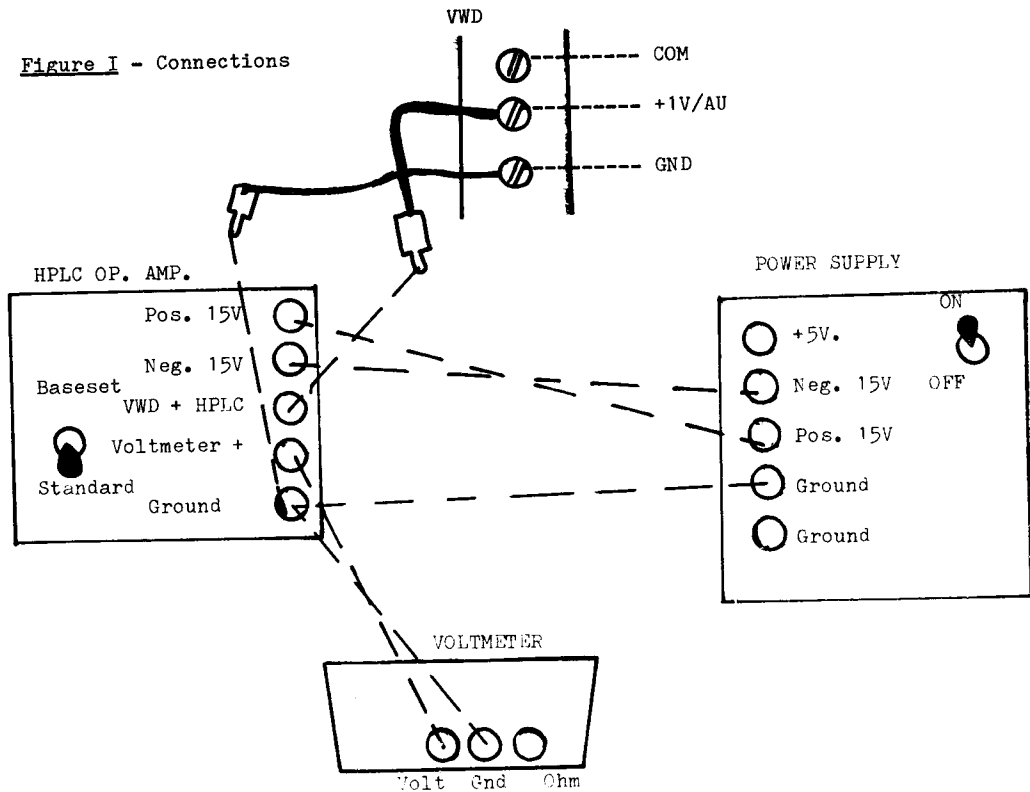 VWD
Figure I - Connections
COM
+1V/AU
GND
HPLC OP. AMP.
Pos. 15V
Neg. 15V
Baseset
VWD + HPLC
Voltmeter +
Standard
Ground
POWER SUPPLY
ON
+5V.
OFF
Neg. 15V
Pos. 15V
Ground
Ground
VOLTMETER
Volt Gnd Ohm